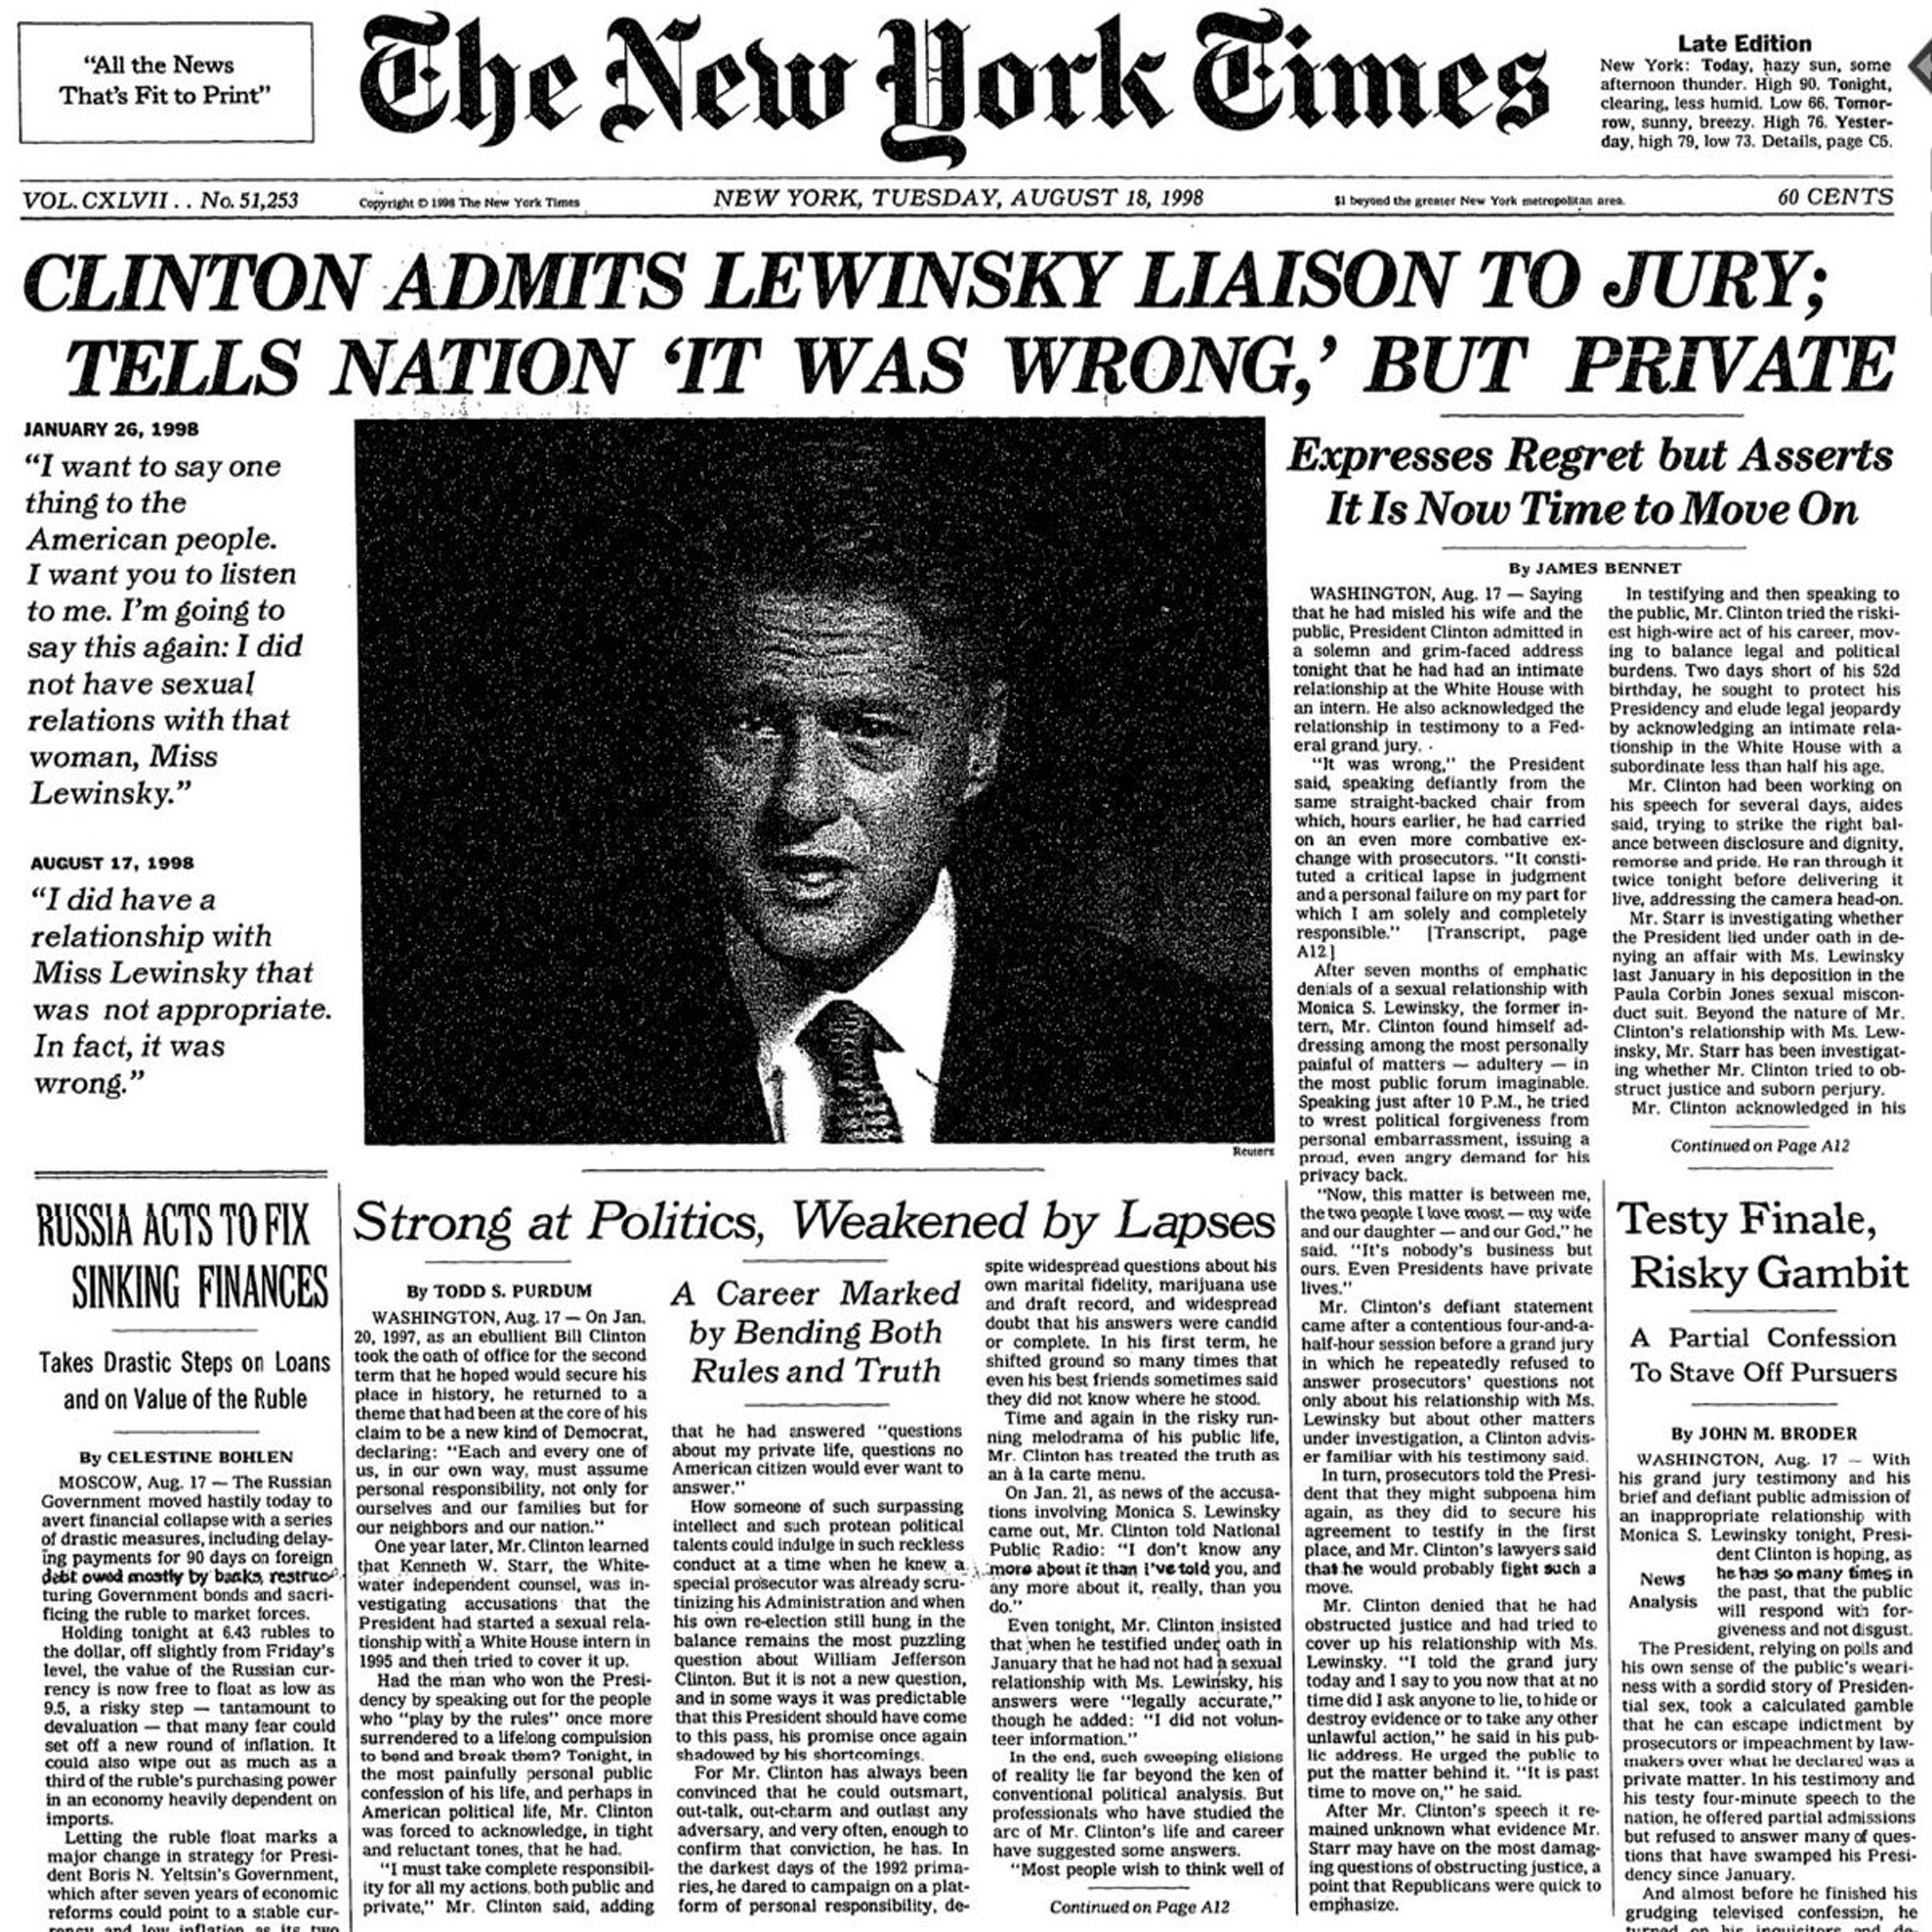 "All the News
That's Fit to Print"
The New York Times
Late Edition
New York: Today, hazy sun, some
afternoon thunder. High 90. Tonight,
clearing, less humid. Low 66. Tomor-
row, sunny, breezy. High 76. Yester-
day, high 79, low 73. Details, page C5.
VOL. CXLVII . . No. 51,253
Copyright © 1998 The New York Times
NEW YORK, TUESDAY, AUGUST 18, 1998
$1 beyond the greater New York metropolitan area.
60 CENTS
CLINTON ADMITS LEWINSKY LIAISON TO JURY;
TELLS NATION 'IT WAS WRONG,' BUT PRIVATE
JANUARY 26, 1998
"I want to say one
thing to the
American people.
I want you to listen
to me. I'm going to
say this again: I did
not have sexual
relations with that
woman, Miss
Lewinsky."
AUGUST 17, 1998
"I did have a
relationship with
Miss Lewinsky that
was not appropriate.
In fact, it was
wrong."
Reuters
Expresses Regret but Asserts
It Is Now Time to Move On
By JAMES BENNET
WASHINGTON, Aug. 17 — Saying
that he had misled his wife and the
public, President Clinton admitted in
a solemn and grim-faced address
tonight that he had had an intimate
relationship at the White House with
an intern. He also acknowledged the
relationship in testimony to a Fed-
eral grand jury.
"It was wrong," the President
said, speaking defiantly from the
same straight-backed chair from
which, hours earlier, he had carried
on an even more combative ex-
change with prosecutors. "It consti-
tuted a critical lapse in judgment
and a personal failure on my part for
which I am solely and completely
responsible." [Transcript, page
A12]
After seven months of emphatic
denials of a sexual relationship with
Monica S. Lewinsky, the former in-
tern, Mr. Clinton found himself ad-
dressing among the most personally
painful of matters — adultery — in
the most public forum imaginable.
Speaking just after 10 P.M., he tried
to wrest political forgiveness from
personal embarrassment, issuing a
proud, even angry demand for his
privacy back.
"Now, this matter is between me,
the two people I love most — my wife
and our daughter — and our God," he
said. "It's nobody's business but
ours. Even Presidents have private
lives."
Mr. Clinton's defiant statement
came after a contentious four-and-a-
half-hour session before a grand jury
in which he repeatedly refused to
answer prosecutors' questions not
only about his relationship with Ms.
Lewinsky but about other matters
under investigation, a Clinton advis-
er familiar with his testimony said.
In turn, prosecutors told the Presi-
dent that they might subpoena him
again, as they did to secure his
agreement to testify in the first
place, and Mr. Clinton's lawyers said
that he would probably fight such a
move.
Mr. Clinton denied that he had
obstructed justice and had tried to
cover up his relationship with Ms.
Lewinsky. "I told the grand jury
today and I say to you now that at no
time did I ask anyone to lie, to hide or
destroy evidence or to take any other
unlawful action," he said in his pub-
lic address. He urged the public to
put the matter behind it. "It is past
time to move on," he said.
After Mr. Clinton's speech it re-
mained unknown what evidence Mr.
Starr may have on the most damag-
ing questions of obstructing justice, a
point that Republicans were quick to
emphasize.
In testifying and then speaking to
the public, Mr. Clinton tried the riski-
est high-wire act of his career, mov-
ing to balance legal and political
burdens. Two days short of his 52d
birthday, he sought to protect his
Presidency and elude legal jeopardy
by acknowledging an intimate rela-
tionship in the White House with a
subordinate less than half his age.
Mr. Clinton had been working on
his speech for several days, aides
said, trying to strike the right bal-
ance between disclosure and dignity,
remorse and pride. He ran through it
twice tonight before delivering it
live, addressing the camera head-on.
Mr. Starr is investigating whether
the President lied under oath in de-
nying an affair with Ms. Lewinsky
last January in his deposition in the
Paula Corbin Jones sexual miscon-
duct suit. Beyond the nature of Mr.
Clinton's relationship with Ms. Lew-
insky, Mr. Starr has been investigat-
ing whether Mr. Clinton tried to ob-
struct justice and suborn perjury.
Mr. Clinton acknowledged in his
Continued on Page A12
RUSSIA ACTS TO FIX
SINKING FINANCES
Takes Drastic Steps on Loans
and on Value of the Ruble
By CELESTINE BOHLEN
MOSCOW, Aug. 17 — The Russian
Government moved hastily today to
avert financial collapse with a series
of drastic measures, including delay-
ing payments for 90 days on foreign
debt owed mostly by banks, restruc-
turing Government bonds and sacri-
ficing the ruble to market forces.
Holding tonight at 6.43 rubles to
the dollar, off slightly from Friday's
level, the value of the Russian cur-
rency is now free to float as low as
9.5, a risky step — tantamount to
devaluation — that many fear could
set off a new round of inflation. It
could also wipe out as much as a
third of the ruble's purchasing power
in an economy heavily dependent on
imports.
Letting the ruble float marks a
major change in strategy for Presi-
dent Boris N. Yeltsin's Government,
which after seven years of economic
reforms could point to a stable cur-
rency and low inflation as its two
Strong at Politics, Weakened by Lapses
By TODD S. PURDUM
WASHINGTON, Aug. 17 — On Jan.
20, 1997, as an ebullient Bill Clinton
took the oath of office for the second
term that he hoped would secure his
place in history, he returned to a
theme that had been at the core of his
claim to be a new kind of Democrat,
declaring: "Each and every one of
us, in our own way, must assume
personal responsibility, not only for
ourselves and our families but for
our neighbors and our nation."
One year later, Mr. Clinton learned
that Kenneth W. Starr, the White-
water independent counsel, was in-
vestigating accusations that the
President had started a sexual rela-
tionship with a White House intern in
1995 and then tried to cover it up.
Had the man who won the Presi-
dency by speaking out for the people
who "play by the rules" once more
surrendered to a lifelong compulsion
to bend and break them? Tonight, in
the most painfully personal public
confession of his life, and perhaps in
American political life, Mr. Clinton
was forced to acknowledge, in tight
and reluctant tones, that he had.
"I must take complete responsibil-
ity for all my actions, both public and
private," Mr. Clinton said, adding
A Career Marked
by Bending Both
Rules and Truth
that he had answered "questions
about my private life, questions no
American citizen would ever want to
answer."
How someone of such surpassing
intellect and such protean political
talents could indulge in such reckless
conduct at a time when he knew a
special prosecutor was already scru-
tinizing his Administration and when
his own re-election still hung in the
balance remains the most puzzling
question about William Jefferson
Clinton. But it is not a new question,
and in some ways it was predictable
that this President should have come
to this pass, his promise once again
shadowed by his shortcomings.
For Mr. Clinton has always been
convinced that he could outsmart,
out-talk, out-charm and outlast any
adversary, and very often, enough to
confirm that conviction, he has. In
the darkest days of the 1992 prima-
ries, he dared to campaign on a plat-
form of personal responsibility, de-
spite widespread questions about his
own marital fidelity, marijuana use
and draft record, and widespread
doubt that his answers were candid
or complete. In his first term, he
shifted ground so many times that
even his best friends sometimes said
they did not know where he stood.
Time and again in the risky run-
ning melodrama of his public life,
Mr. Clinton has treated the truth as
an à la carte menu.
On Jan. 21, as news of the accusa-
tions involving Monica S. Lewinsky
came out, Mr. Clinton told National
Public Radio: "I don't know any
more about it than I've told you, and
any more about it, really, than you
do."
Even tonight, Mr. Clinton insisted
that when he testified under oath in
January that he had not had a sexual
relationship with Ms. Lewinsky, his
answers were "legally accurate,"
though he added: "I did not volun-
teer information."
In the end, such sweeping elisions
of reality lie far beyond the ken of
conventional political analysis. But
professionals who have studied the
arc of Mr. Clinton's life and career
have suggested some answers.
"Most people wish to think well of
Continued on Page A12
Testy Finale,
Risky Gambit
A Partial Confession
To Stave Off Pursuers
By JOHN M. BRODER
WASHINGTON, Aug. 17 — With
his grand jury testimony and his
brief and defiant public admission of
an inappropriate relationship with
Monica S. Lewinsky tonight, Presi-
dent Clinton is hoping, as
he has so many times in
the past, that the public
will respond with for-
giveness and not disgust.
News
Analysis
The President, relying on polls and
his own sense of the public's weari-
ness with a sordid story of Presiden-
tial sex, took a calculated gamble
that he can escape indictment by
prosecutors or impeachment by law-
makers over what he declared was a
private matter. In his testimony and
his testy four-minute speech to the
nation, he offered partial admissions
but refused to answer many of ques-
tions that have swamped his Presi-
dency since January.
And almost before he finished his
grudging televised confession, he
turned on his inquisitors and de-